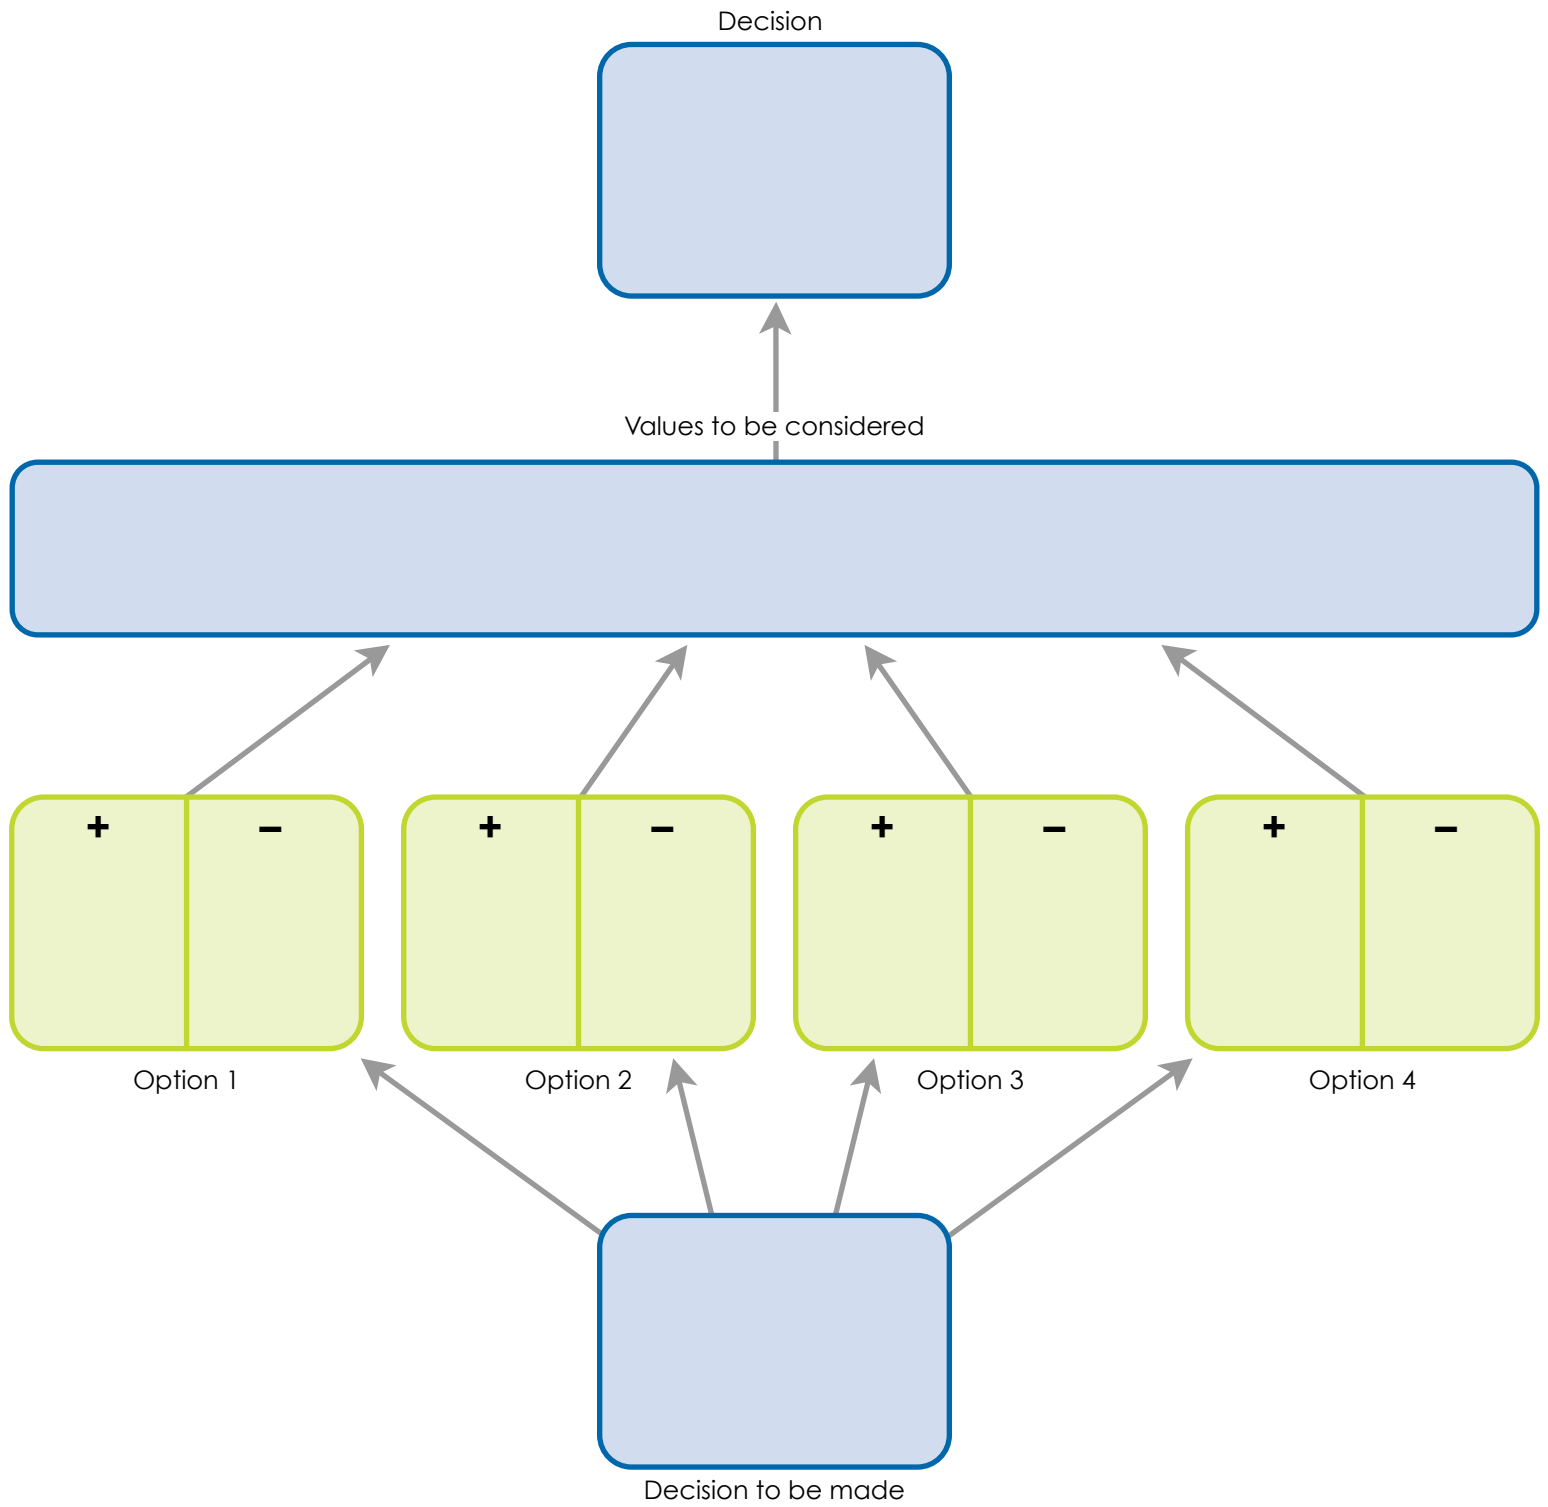 Decision
Values to be considered
+ – + – + – + –
Option 1 Option 2 Option 3 Option 4
Decision to be made